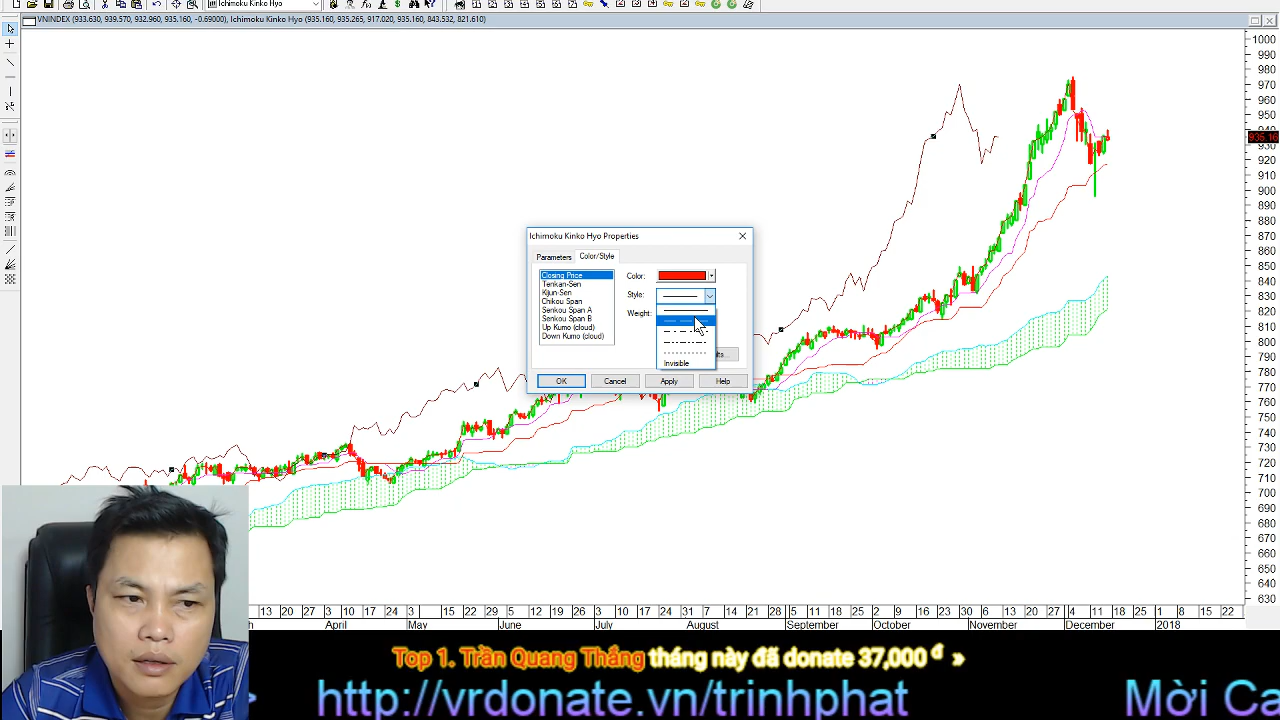 Ichimoku Kinko Hyo
VNINDEX (933.630, 939.570, 932.960, 935.160, -0.69000), Ichimoku Kinko Hyo (935.160, 935.265, 917.020, 935.160, 843.532, 821.610)
1000
990
980
970
960
950
940
935.16
930
920
910
900
890
880
870
860
850
840
830
820
810
800
790
780
770
760
750
740
730
720
710
700
690
680
670
660
650
640
630
Ichimoku Kinko Hyo Properties
Parameters
Color/Style
Closing Price
Tenkan-Sen
Kijun-Sen
Chikou Span
Senkou Span A
Senkou Span B
Up Kumo (cloud)
Down Kumo (cloud)
Color:
Style:
Weight:
Invisible
OK
Cancel
Apply
Help
13 20 27 3 10 17 24 3 15 22 29 5 12 19 26 3 10 17 24 31 7 14 21 28 5 11 18 25 2 9 16 23 30 6 13 20 27 4 11 18 25 1 8 15 22
April May June July August September October November December 2018
Top 1. Trần Quang Thắng tháng này đã donate 37,000 đ »
> http://vrdonate.vn/trinhphat Mời Ca